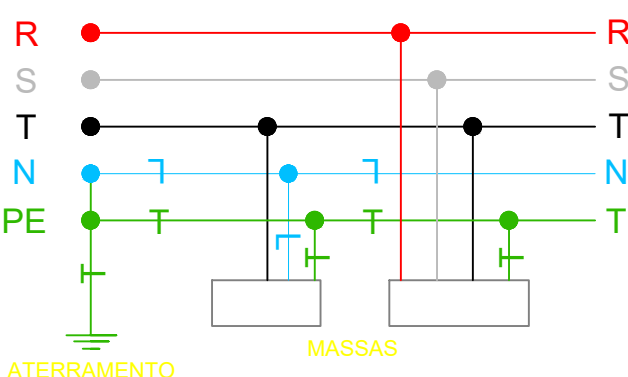 R R
S S
T T
N N
PE T
MASSAS
ATERRAMENTO